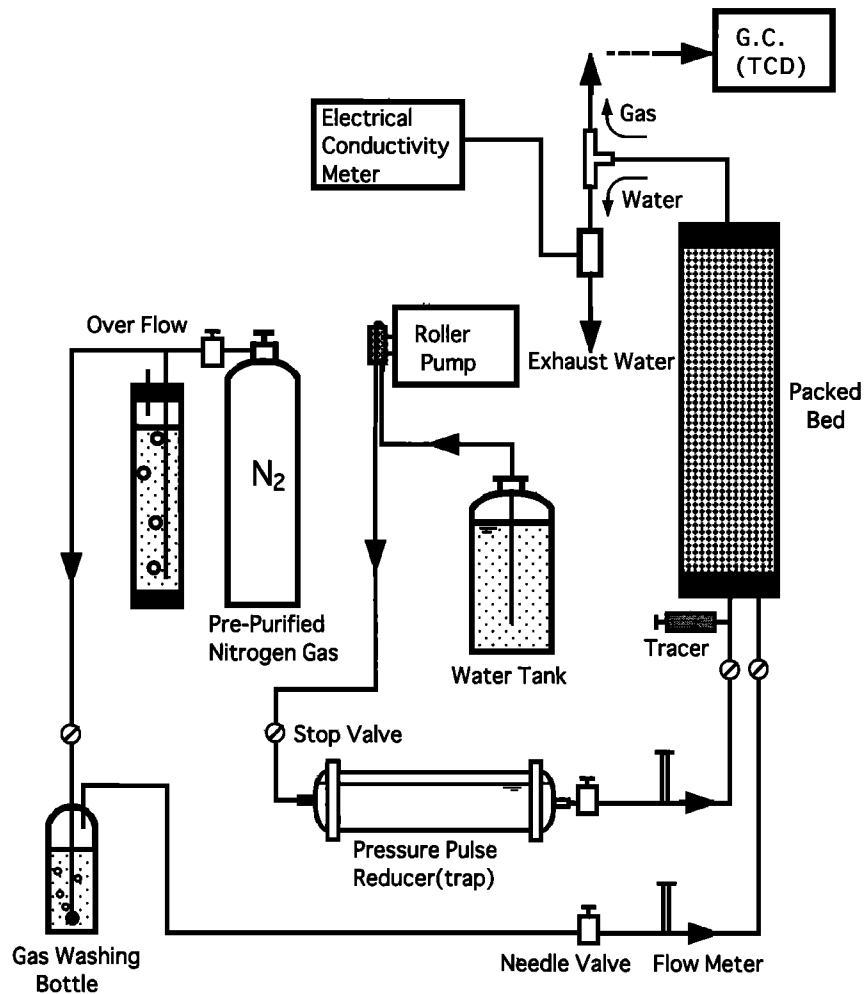 G.C.
(TCD)
Gas
Electrical
Conductivity
Meter
Water
Over Flow
Roller
Pump
Exhaust Water
Packed
Bed
N2
Pre-Purified
Nitrogen Gas
Tracer
Water Tank
Stop Valve
Pressure Pulse
Reducer(trap)
Gas Washing
Bottle
Needle Valve
Flow Meter